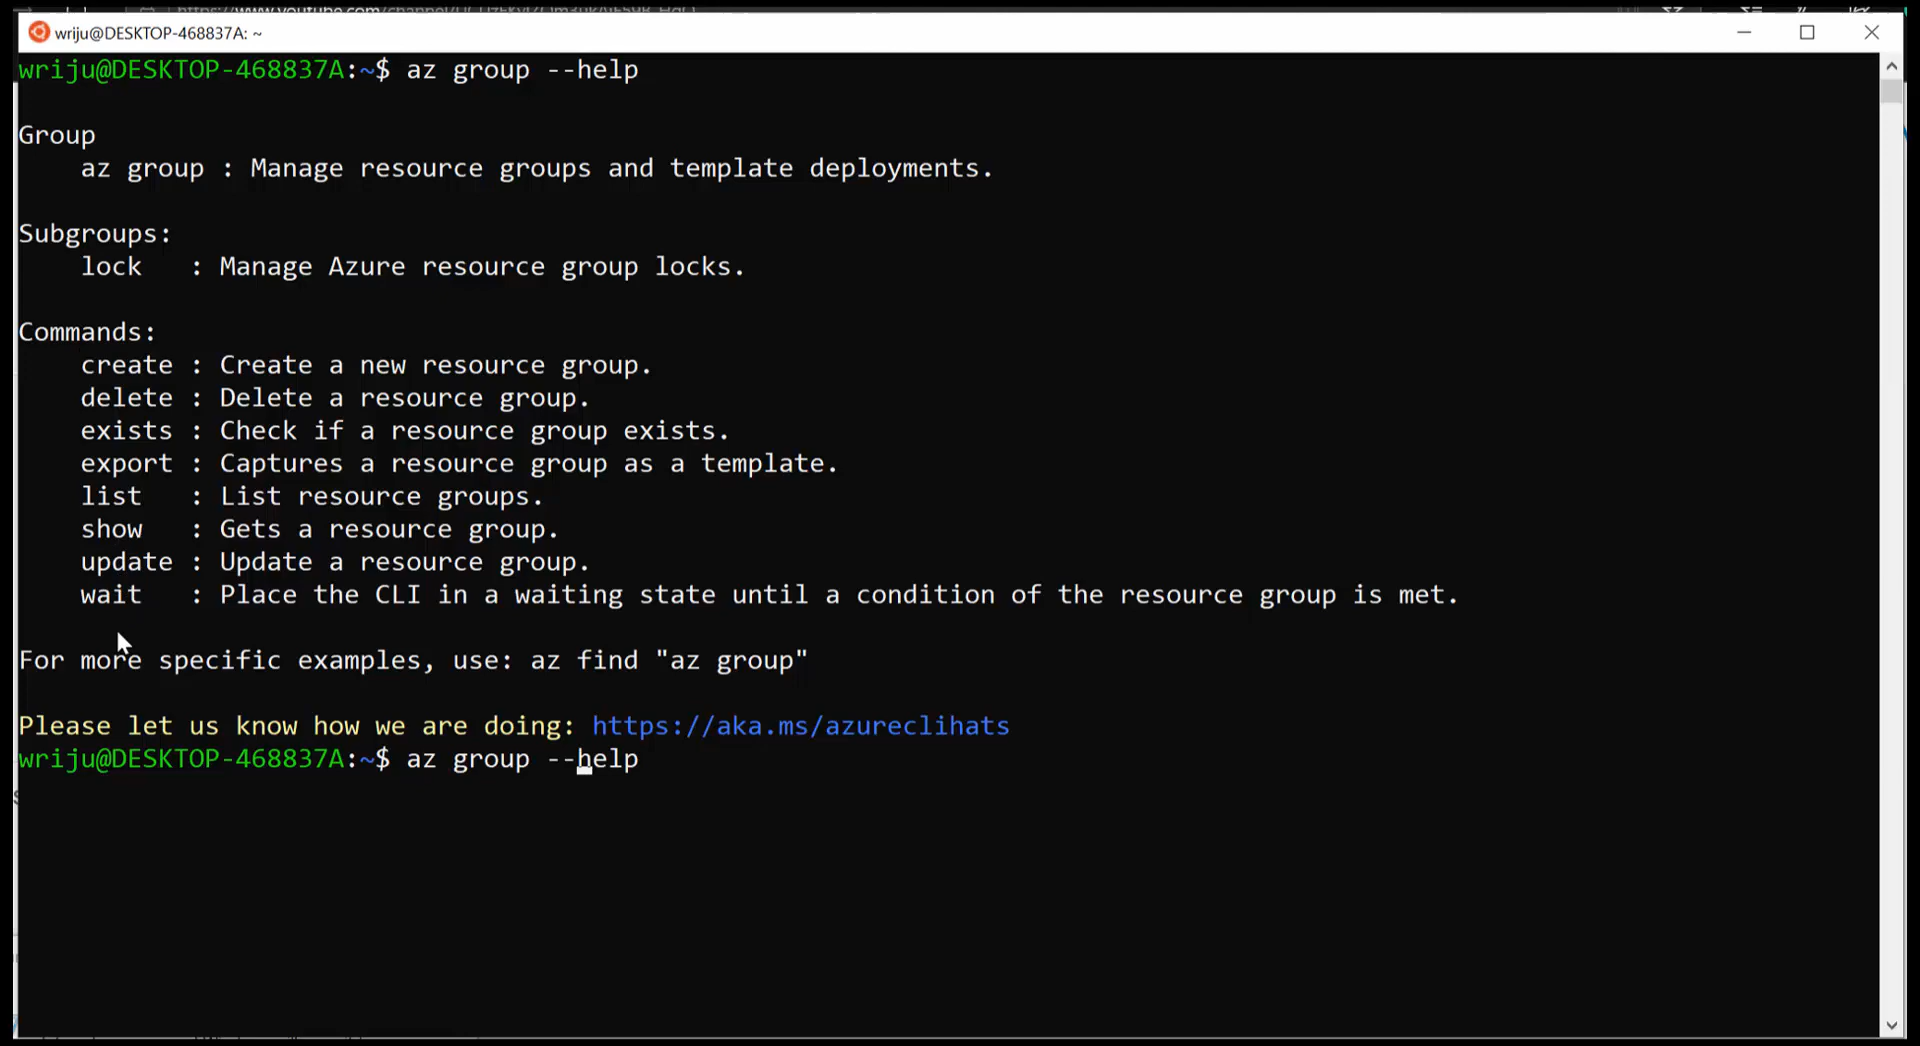 https://www.youtube.com/channel/
wriju@DESKTOP-468837A: ~
wriju@DESKTOP-468837A:~$ az group --help
Group
az group : Manage resource groups and template deployments.
Subgroups:
lock : Manage Azure resource group locks.
Commands:
create : Create a new resource group.
delete : Delete a resource group.
exists : Check if a resource group exists.
export : Captures a resource group as a template.
list : List resource groups.
show : Gets a resource group.
update : Update a resource group.
wait : Place the CLI in a waiting state until a condition of the resource group is met.
For more specific examples, use: az find "az group"
Please let us know how we are doing: https://aka.ms/azureclihats
wriju@DESKTOP-468837A:~$ az group --help